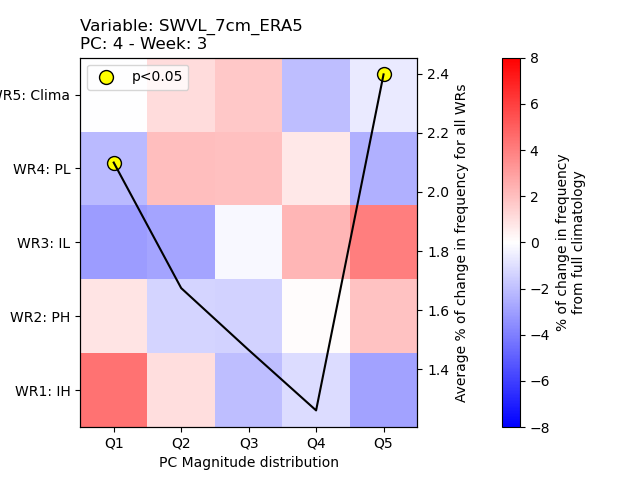 Variable: SWVL_7cm_ERA5
PC: 4 - Week: 3
p<0.05
WR5: Clima
WR4: PL
WR3: IL
WR2: PH
WR1: IH
Q1 Q2 Q3 Q4 Q5
PC Magnitude distribution
2.4
2.2
2.0
1.8
1.6
1.4
Average % of change in frequency for all WRs
8
6
4
2
0
−2
−4
−6
−8
% of change in frequency
from full climatology